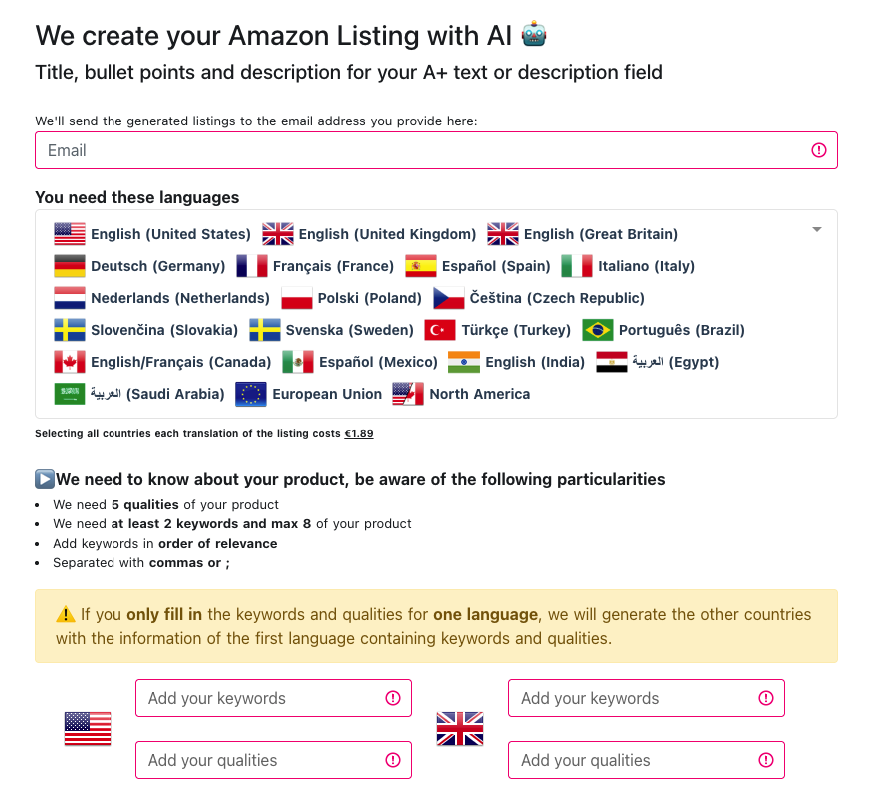 We create your Amazon Listing with AI 🤖
Title, bullet points and description for your A+ text or description field
We'll send the generated listings to the email address you provide here:
Email
You need these languages
English (United States) English (United Kingdom) English (Great Britain)
Deutsch (Germany) Français (France) Español (Spain) Italiano (Italy)
Nederlands (Netherlands) Polski (Poland) Čeština (Czech Republic)
Slovenčina (Slovakia) Svenska (Sweden) Türkçe (Turkey) Português (Brazil)
English/Français (Canada) Español (Mexico) English (India) العربية (Egypt)
العربية (Saudi Arabia) European Union North America
Selecting all countries each translation of the listing costs €1.89
▶️We need to know about your product, be aware of the following particularities
• We need 5 qualities of your product
• We need at least 2 keywords and max 8 of your product
• Add keywords in order of relevance
• Separated with commas or ;
⚠️ If you only fill in the keywords and qualities for one language, we will generate the other countries
with the information of the first language containing keywords and qualities.
Add your keywords Add your keywords
Add your qualities Add your qualities